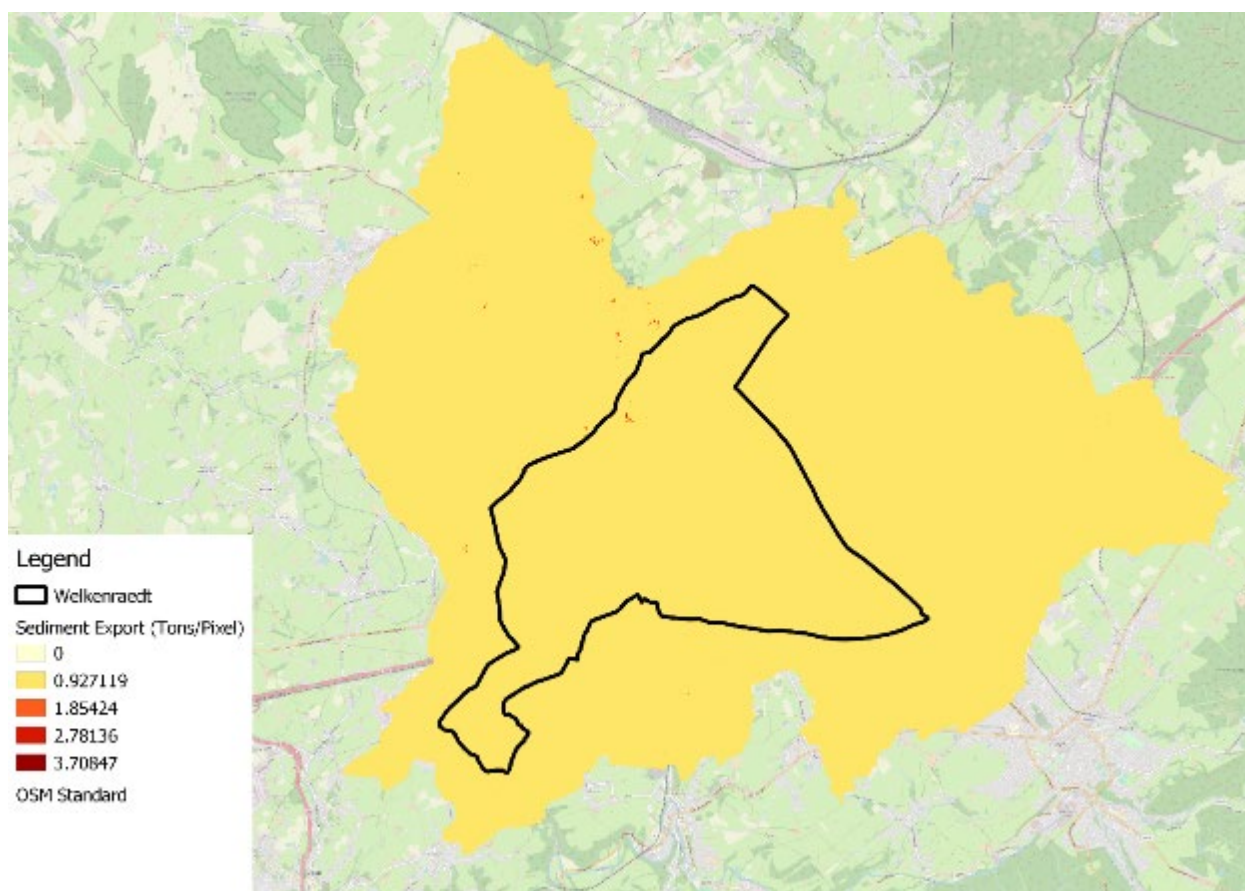 Legend
Welkenraedt
Sediment Export (Tons/Pixel)
0
0.927119
1.85424
2.78136
3.70847
OSM Standard